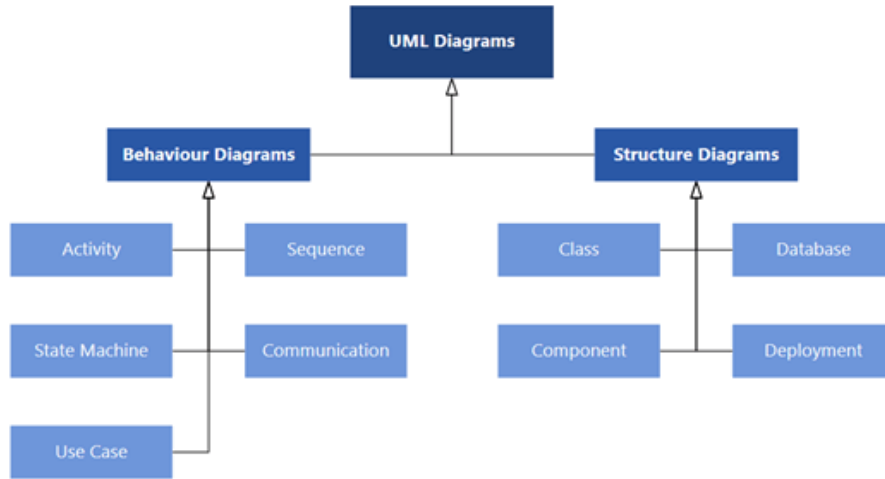 UML Diagrams
Behaviour Diagrams
Structure Diagrams
Activity
Sequence
Class
Database
State Machine
Communication
Component
Deployment
Use Case